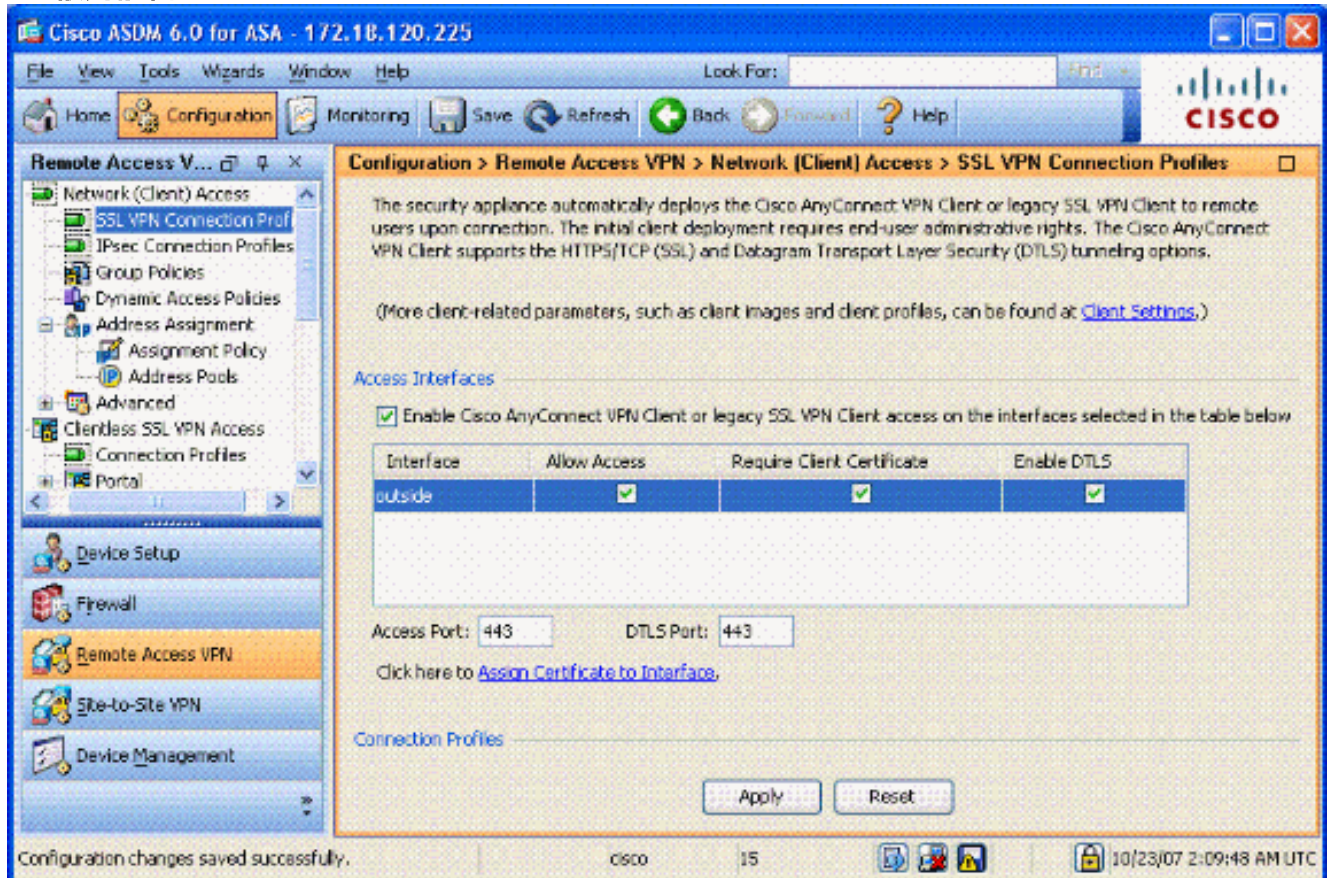 Cisco ASDM 6.0 for ASA - 172.18.120.225
File View Tools Wizards Window Help Look For: Find
Home Configuration Monitoring Save Refresh Back Forward Help
CISCO
Remote Access V...
Network (Client) Access
SSL VPN Connection Prof
IPsec Connection Profiles
Group Policies
Dynamic Access Policies
Address Assignment
Assignment Policy
Address Pools
Advanced
Clientless SSL VPN Access
Connection Profiles
Portal
Device Setup
Firewall
Remote Access VPN
Site-to-Site VPN
Device Management
Configuration > Remote Access VPN > Network (Client) Access > SSL VPN Connection Profiles
The security appliance automatically deploys the Cisco AnyConnect VPN Client or legacy SSL VPN Client to remote
users upon connection. The initial client deployment requires end-user administrative rights. The Cisco AnyConnect
VPN Client supports the HTTPS/TCP (SSL) and Datagram Transport Layer Security (DTLS) tunneling options.
(More client-related parameters, such as client images and client profiles, can be found at Client Settings.)
Access Interfaces
Enable Cisco AnyConnect VPN Client or legacy SSL VPN Client access on the interfaces selected in the table below
Interface Allow Access Require Client Certificate Enable DTLS
outside
Access Port: 443 DTLS Port: 443
Click here to Assign Certificate to Interface.
Connection Profiles
Apply Reset
Configuration changes saved successfully. cisco 15 10/23/07 2:09:48 AM UTC